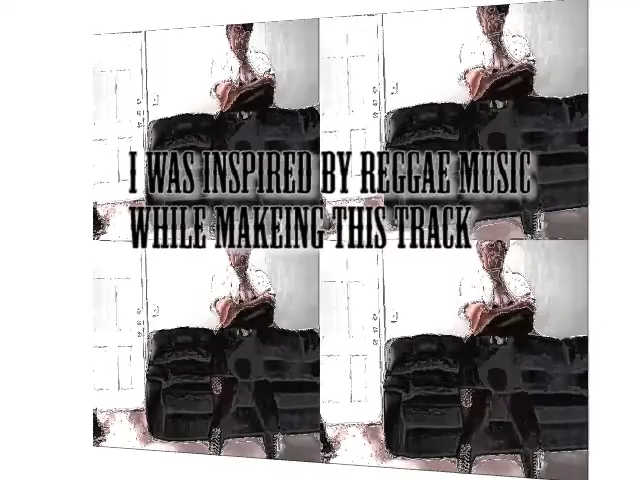 I WAS INSPIRED BY REGGAE MUSIC
WHILE MAKEING THIS TRACK